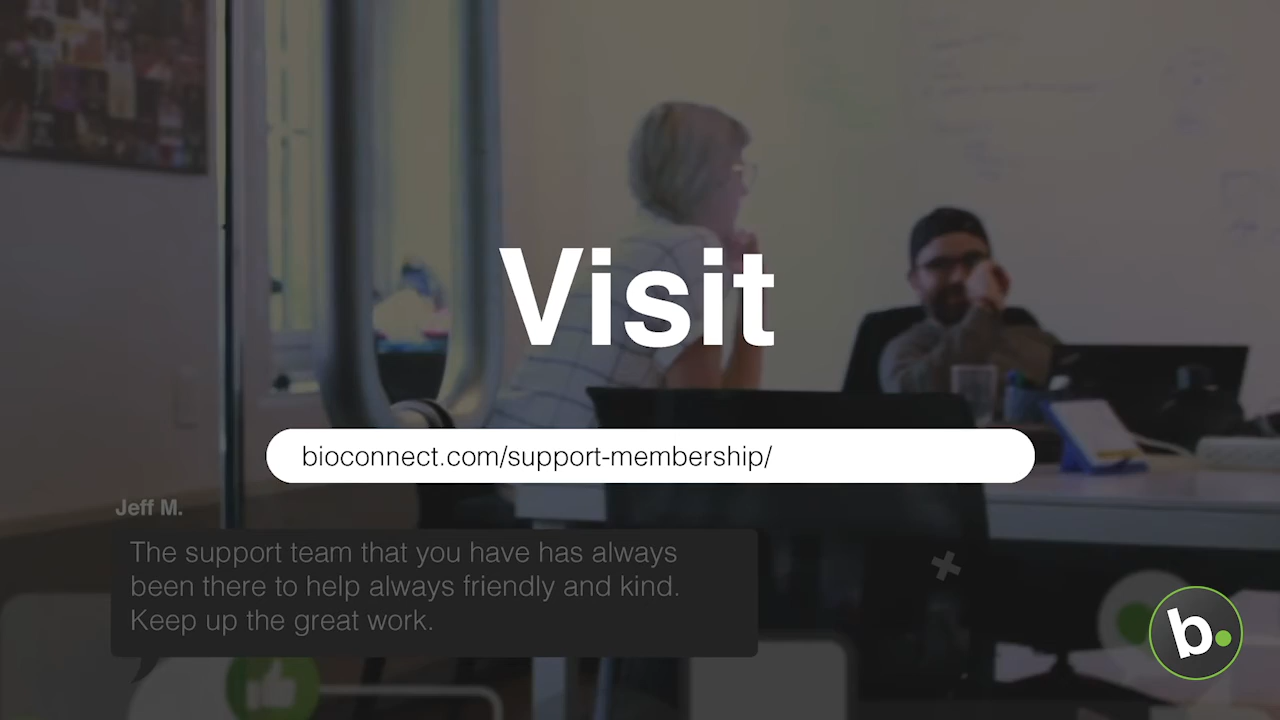 Visit
bioconnect.com/support-membership/
Jeff M.
The support team that you have has always
been there to help always friendly and kind.
Keep up the great work.
b.